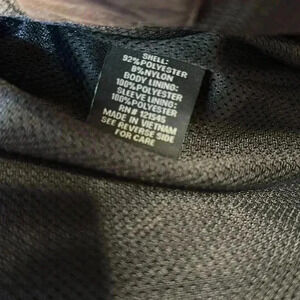 SHELL:
92% POLYESTER
8% NYLON
BODY LINING:
100% POLYESTER
SLEEVE LINING:
100% POLYESTER
RN# 121545
MADE IN VIETNAM
SEE REVERSE SIDE
FOR CARE